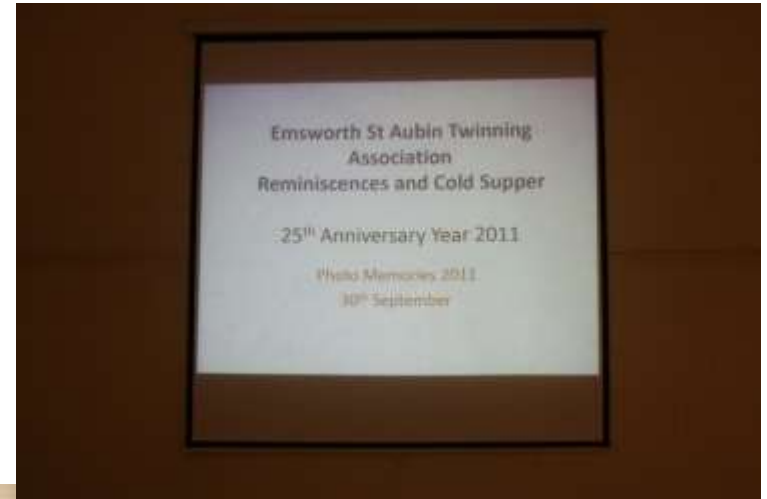 Emsworth St Aubin Twinning
Association
Reminiscences and Cold Supper
25th Anniversary Year 2011
Photo Memories 2011
30th September